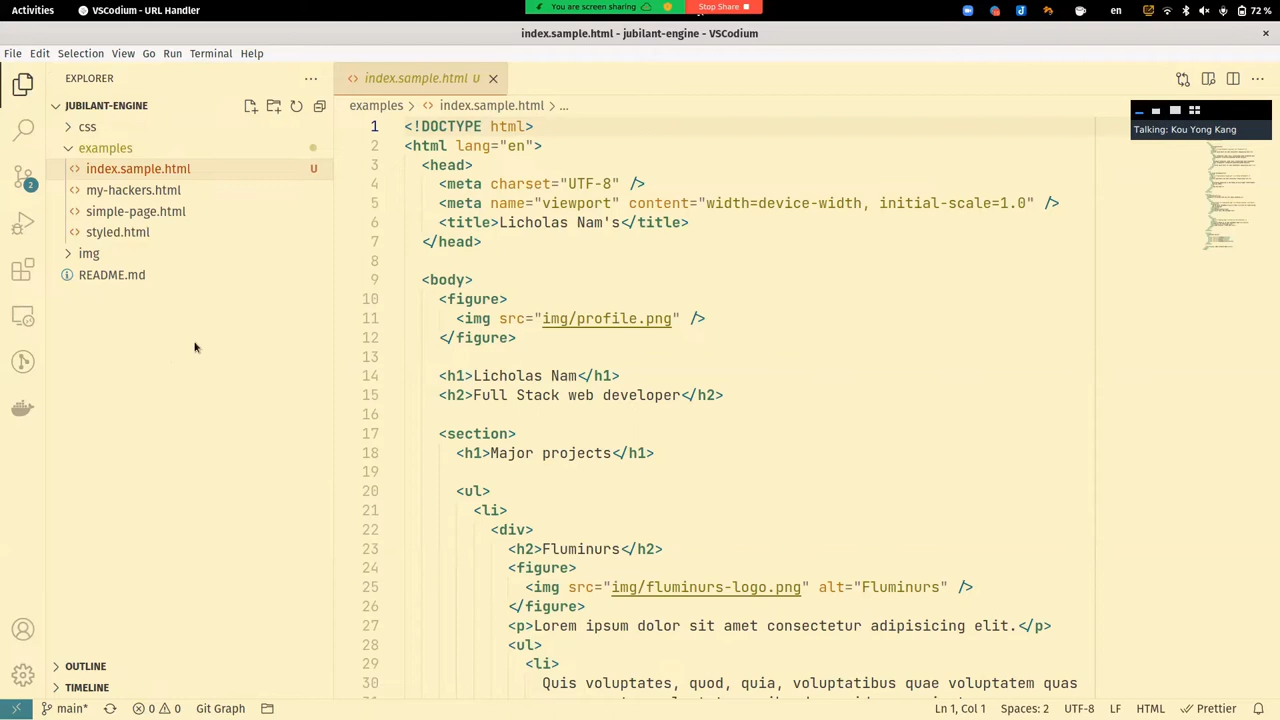 Activities
VSCodium - URL Handler
You are screen sharing
Stop Share
en
72 %
index.sample.html - jubilant-engine - VSCodium
File Edit Selection View Go Run Terminal Help
EXPLORER
JUBILANT-ENGINE
css
examples
index.sample.html U
my-hackers.html
simple-page.html
styled.html
img
README.md
2
OUTLINE
TIMELINE
index.sample.html U
examples > index.sample.html > ...
Talking: Kou Yong Kang
1 <!DOCTYPE html>
2 <html lang="en">
3 <head>
4 <meta charset="UTF-8" />
5 <meta name="viewport" content="width=device-width, initial-scale=1.0" />
6 <title>Licholas Nam's</title>
7 </head>
8
9 <body>
10 <figure>
11 <img src="img/profile.png" />
12 </figure>
13
14 <h1>Licholas Nam</h1>
15 <h2>Full Stack web developer</h2>
16
17 <section>
18 <h1>Major projects</h1>
19
20 <ul>
21 <li>
22 <div>
23 <h2>Fluminurs</h2>
24 <figure>
25 <img src="img/fluminurs-logo.png" alt="Fluminurs" />
26 </figure>
27 <p>Lorem ipsum dolor sit amet consectetur adipisicing elit.</p>
28 <ul>
29 <li>
30 Quis voluptates, quod, quia, voluptatibus quae voluptatem quas
main* 0 0 Git Graph
Ln 1, Col 1 Spaces: 2 UTF-8 LF HTML Prettier